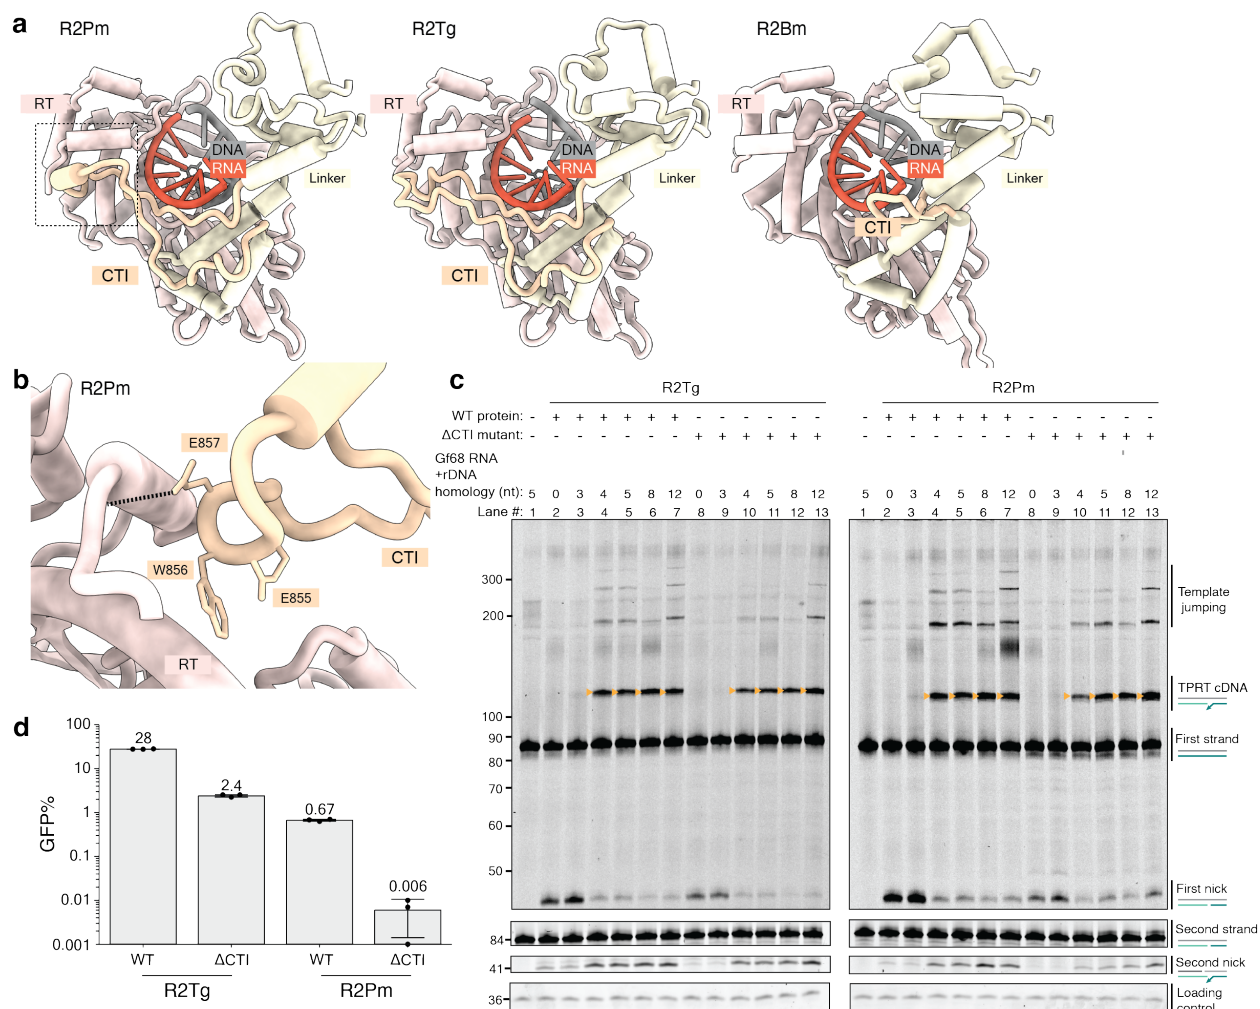 a
R2Pm
R2Tg
R2Bm
RT
RT
RT
DNA
RNA
DNA
RNA
DNA
RNA
Linker
Linker
Linker
CTI
CTI
CTI
b
R2Pm
E857
W856
E855
CTI
RT
c
R2Tg
R2Pm
WT protein: - + + + + + + - - - - - -
- + + + + + + - - - - - -
ΔCTI mutant: - - - - - - - + + + + + +
- - - - - - - + + + + + +
Gf68 RNA
+rDNA
homology (nt): 5 0 3 4 5 8 12 0 3 4 5 8 12
5 0 3 4 5 8 12 0 3 4 5 8 12
Lane #: 1 2 3 4 5 6 7 8 9 10 11 12 13
1 2 3 4 5 6 7 8 9 10 11 12 13
300
200
100
90
80
70
60
50
84
41
36
Template
jumping
TPRT cDNA
First strand
First nick
Second strand
Second nick
Loading
control
d
GFP%
100
10
1
0.1
0.01
0.001
28
2.4
0.67
0.006
WT
ΔCTI
WT
ΔCTI
R2Tg
R2Pm